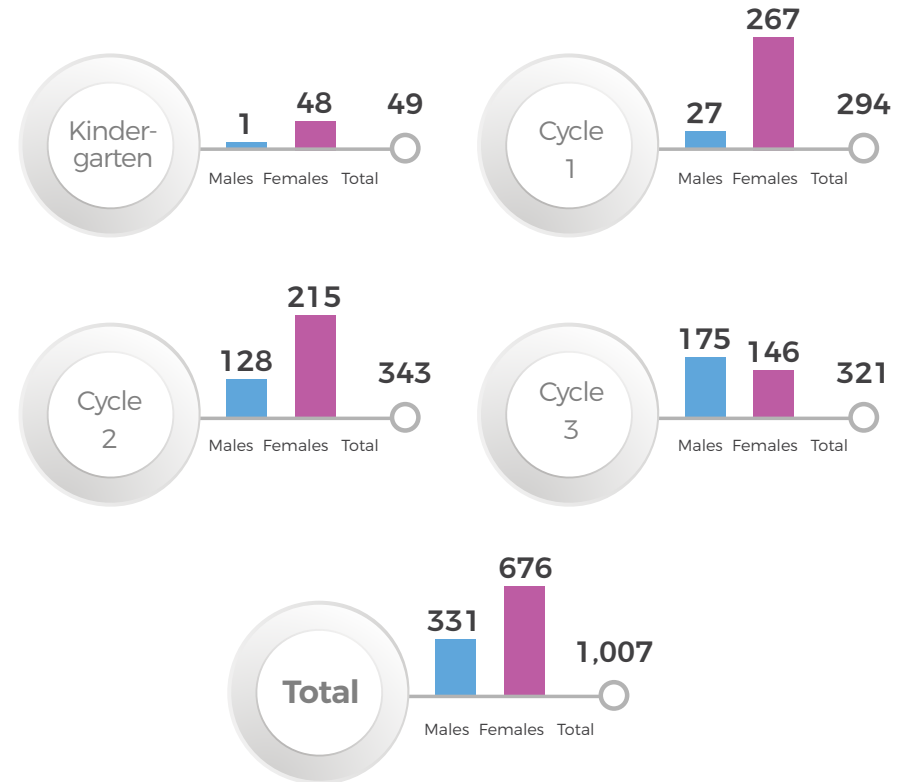 Kinder-
garten
1 48 49
Males Females Total
Cycle
1
27 267 294
Males Females Total
Cycle
2
128 215 343
Males Females Total
Cycle
3
175 146 321
Males Females Total
Total
331 676 1,007
Males Females Total